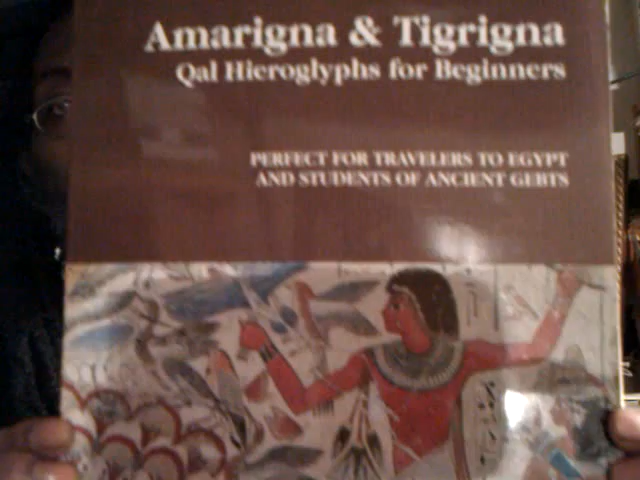 Amarigna & Tigrigna
Qal Hieroglyphs for Beginners
PERFECT FOR TRAVELERS TO EGYPT
AND STUDENTS OF ANCIENT GEBTS